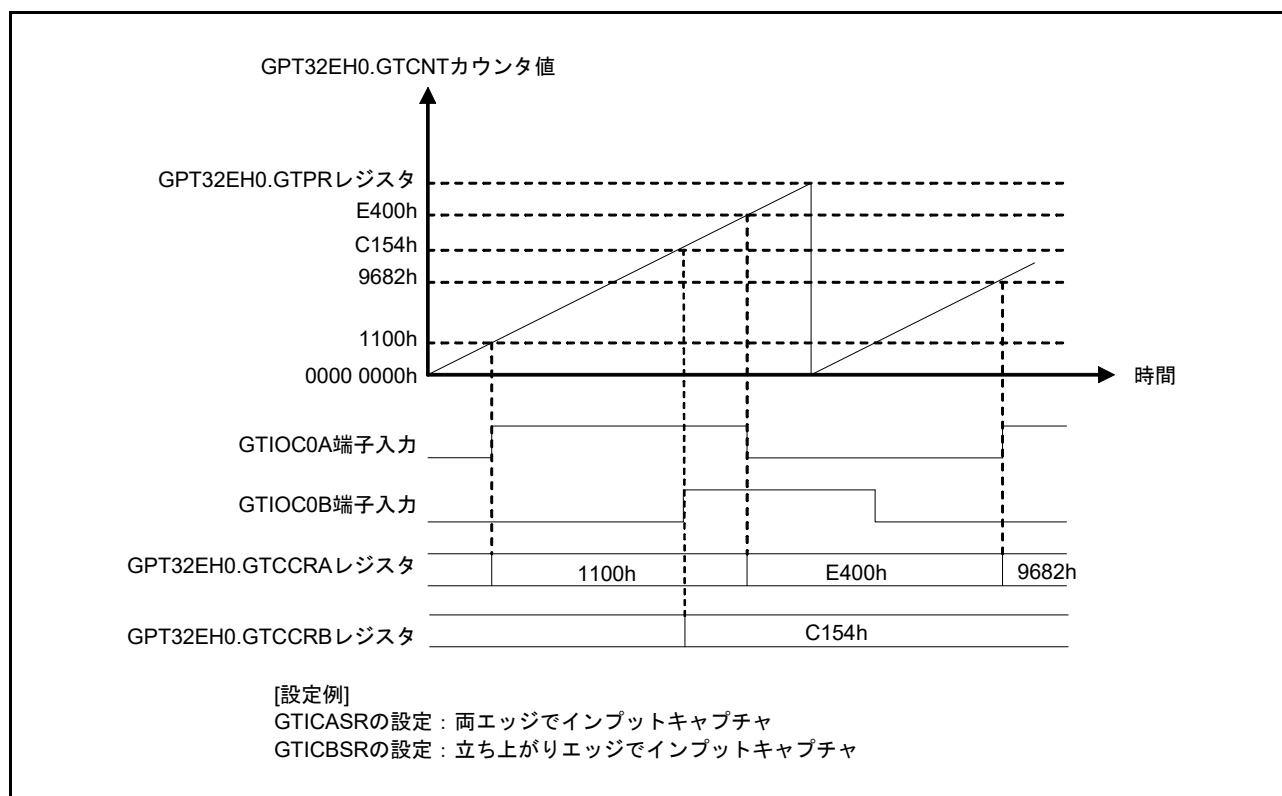 GPT32EH0.GTCNTカウンタ値
GPT32EH0.GTPRレジスタ
E400h
C154h
9682h
1100h
0000 0000h
時間
GTIOC0A端子入力
GTIOC0B端子入力
GPT32EH0.GTCCRAレジスタ
1100h
E400h
9682h
GPT32EH0.GTCCRBレジスタ
C154h
[設定例]
GTICASRの設定：両エッジでインプットキャプチャ
GTICBSRの設定：立ち上がりエッジでインプットキャプチャ